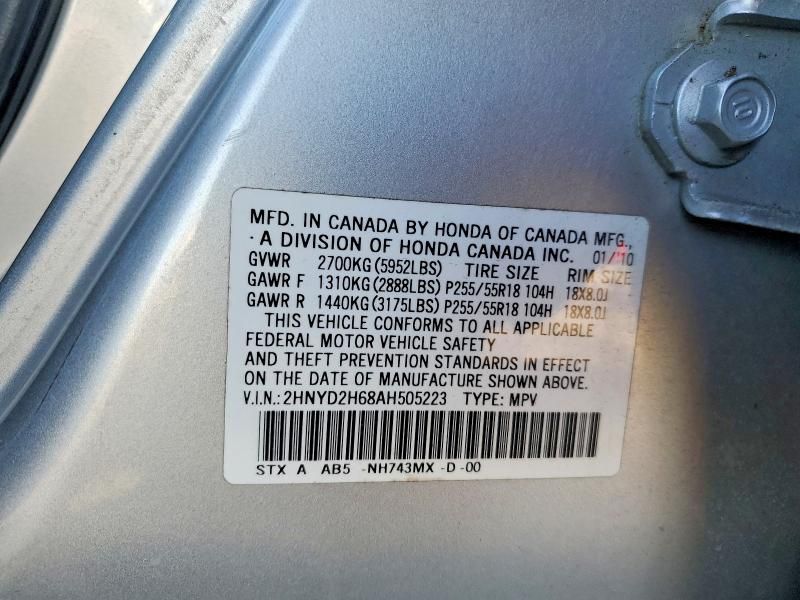 MFD. IN CANADA BY HONDA OF CANADA MFG.,
A DIVISION OF HONDA CANADA INC. 01/10
GVWR 2700KG(5952LBS) TIRE SIZE RIM SIZE
GAWR F 1310KG(2888LBS) P255/55R18 104H 18X8.0J
GAWR R 1440KG(3175LBS) P255/55R18 104H 18X8.0J
THIS VEHICLE CONFORMS TO ALL APPLICABLE
FEDERAL MOTOR VEHICLE SAFETY
AND THEFT PREVENTION STANDARDS IN EFFECT
ON THE DATE OF MANUFACTURE SHOWN ABOVE.
V.I.N.: 2HNYD2H68AH505223 TYPE: MPV
STX A AB5 -NH743MX -D -00